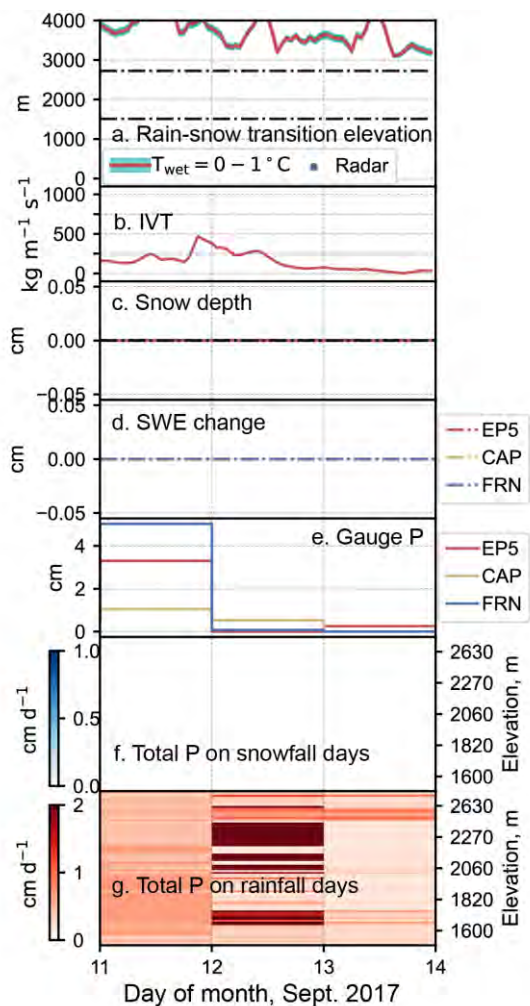 4000
3000
2000
1000
0
m
a. Rain-snow transition elevation
T_wet = 0 − 1 °C
Radar
1000
500
0
kg m⁻¹ s⁻¹
b. IVT
0.05
0.00
−0.05
cm
c. Snow depth
0.05
0.00
−0.05
cm
d. SWE change
EP5
CAP
FRN
4
2
0
cm
e. Gauge P
EP5
CAP
FRN
1.0
0.5
0.0
cm d⁻¹
f. Total P on snowfall days
2630
2270
2060
1820
1600
Elevation, m
2
1
0
cm d⁻¹
g. Total P on rainfall days
2630
2270
2060
1820
1600
Elevation, m
11 12 13 14
Day of month, Sept. 2017